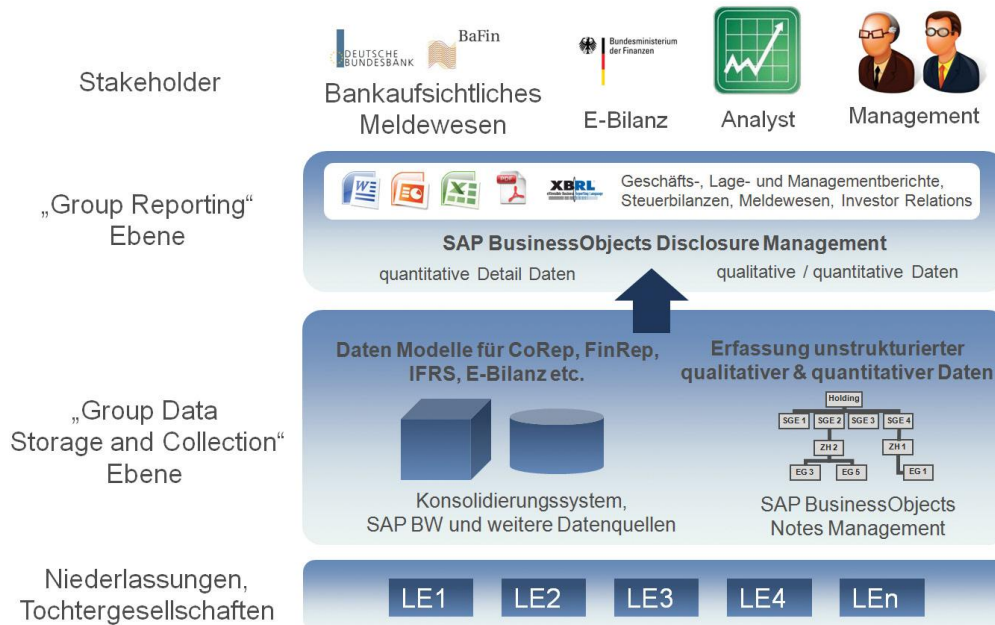 Stakeholder
DEUTSCHE
BUNDESBANK
BaFin
Bankaufsichtliches
Meldewesen
Bundesministerium
der Finanzen
E-Bilanz
Analyst
Management
„Group Reporting“
Ebene
PDF
XBRL
Geschäfts-, Lage- und Managementberichte,
Steuerbilanzen, Meldewesen, Investor Relations
SAP BusinessObjects Disclosure Management
quantitative Detail Daten
qualitative / quantitative Daten
„Group Data
Storage and Collection“
Ebene
Daten Modelle für CoRep, FinRep,
IFRS, E-Bilanz etc.
Konsolidierungssystem,
SAP BW und weitere Datenquellen
Erfassung unstrukturierter
qualitativer & quantitativer Daten
Holding
SGE 1 SGE 2 SGE 3 SGE 4
ZH 2 ZH 1
EG 3 EG 5 EG 1
SAP BusinessObjects
Notes Management
Niederlassungen,
Tochtergesellschaften
LE1 LE2 LE3 LE4 LEn